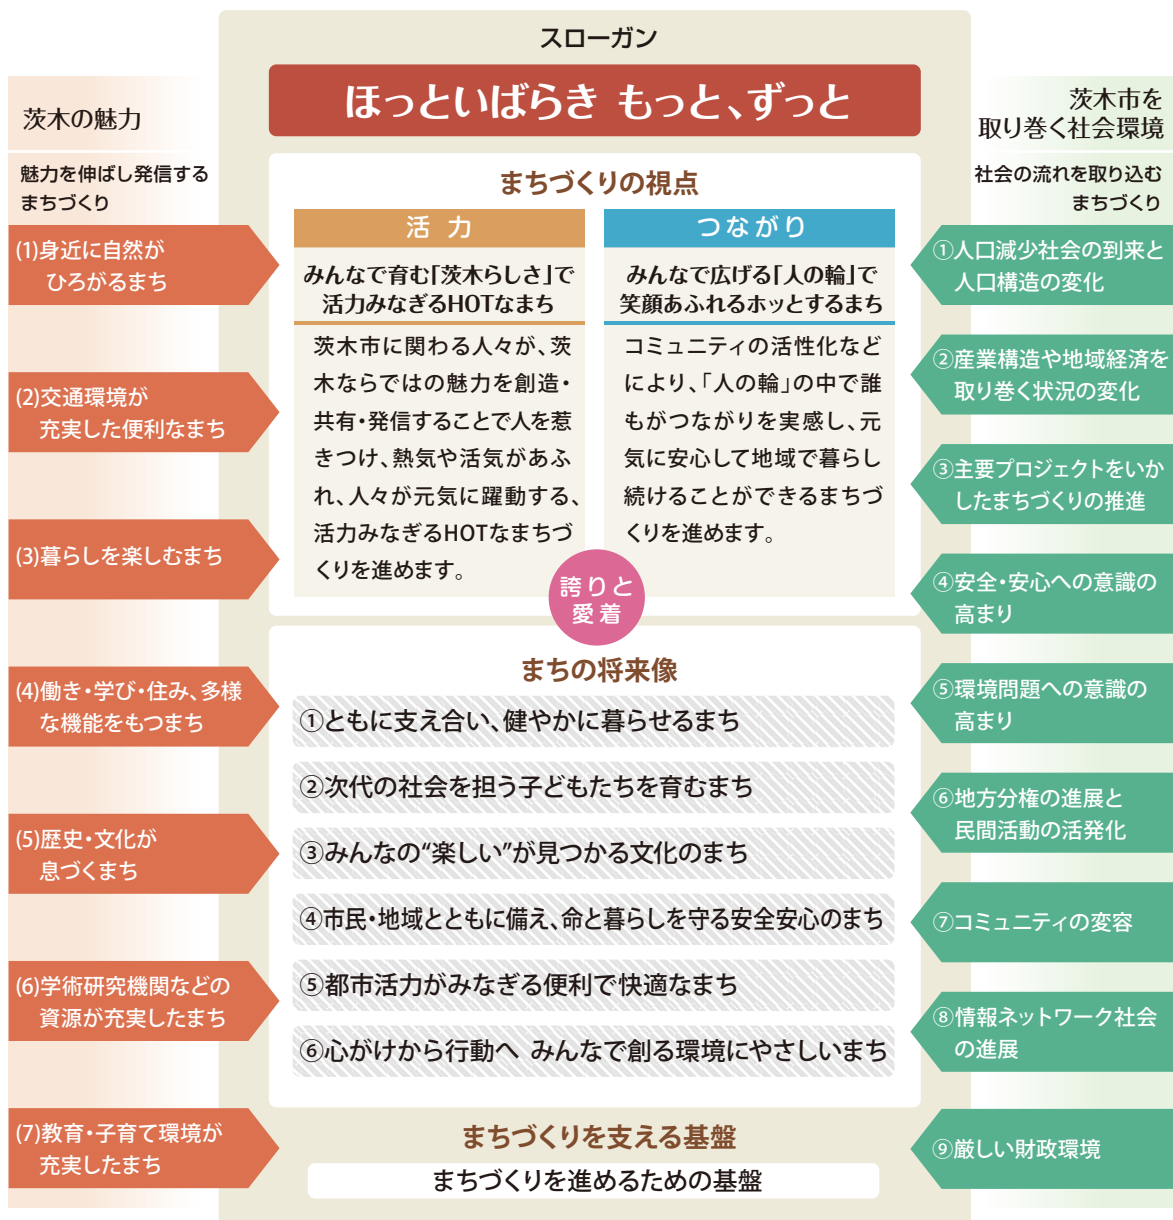 スローガン
ほっといばらき もっと、ずっと
茨木の魅力
魅力を伸ばし発信する
まちづくり
(1)身近に自然が
ひろがるまち
(2)交通環境が
充実した便利なまち
(3)暮らしを楽しむまち
(4)働き・学び・住み、多様
な機能をもつまち
(5)歴史・文化が
息づくまち
(6)学術研究機関などの
資源が充実したまち
(7)教育・子育て環境が
充実したまち
まちづくりの視点
活 力
みんなで育む「茨木らしさ」で
活力みなぎるHOTなまち
茨木市に関わる人々が、茨
木ならではの魅力を創造・
共有・発信することで人を惹
きつけ、熱気や活気があふ
れ、人々が元気に躍動する、
活力みなぎるHOTなまちづ
くりを進めます。
つながり
みんなで広げる「人の輪」で
笑顔あふれるホッとするまち
コミュニティの活性化など
により、「人の輪」の中で誰
もがつながりを実感し、元
気に安心して地域で暮らし
続けることができるまちづ
くりを進めます。
誇りと
愛着
まちの将来像
①ともに支え合い、健やかに暮らせるまち
②次代の社会を担う子どもたちを育むまち
③みんなの“楽しい”が見つかる文化のまち
④市民・地域とともに備え、命と暮らしを守る安全安心のまち
⑤都市活力がみなぎる便利で快適なまち
⑥心がけから行動へ みんなで創る環境にやさしいまち
まちづくりを支える基盤
まちづくりを進めるための基盤
茨木市を
取り巻く社会環境
社会の流れを取り込む
まちづくり
①人口減少社会の到来と
人口構造の変化
②産業構造や地域経済を
取り巻く状況の変化
③主要プロジェクトをいか
したまちづくりの推進
④安全・安心への意識の
高まり
⑤環境問題への意識の
高まり
⑥地方分権の進展と
民間活動の活発化
⑦コミュニティの変容
⑧情報ネットワーク社会
の進展
⑨厳しい財政環境